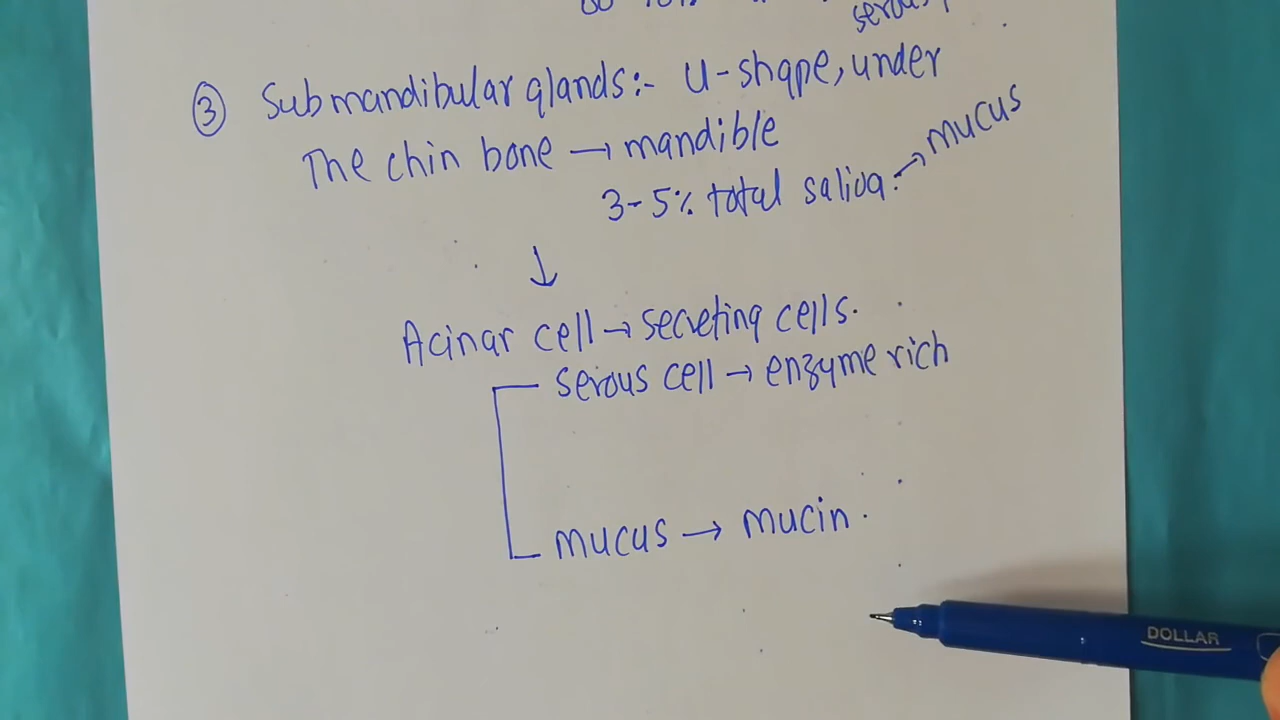 serous
③ Submandibular glands:- U-shape, under
The chin bone → mandible
3-5% total saliva. → mucus
↓
Acinar cell → secreting cells.
serous cell → enzyme rich
mucus → mucin.
DOLLAR